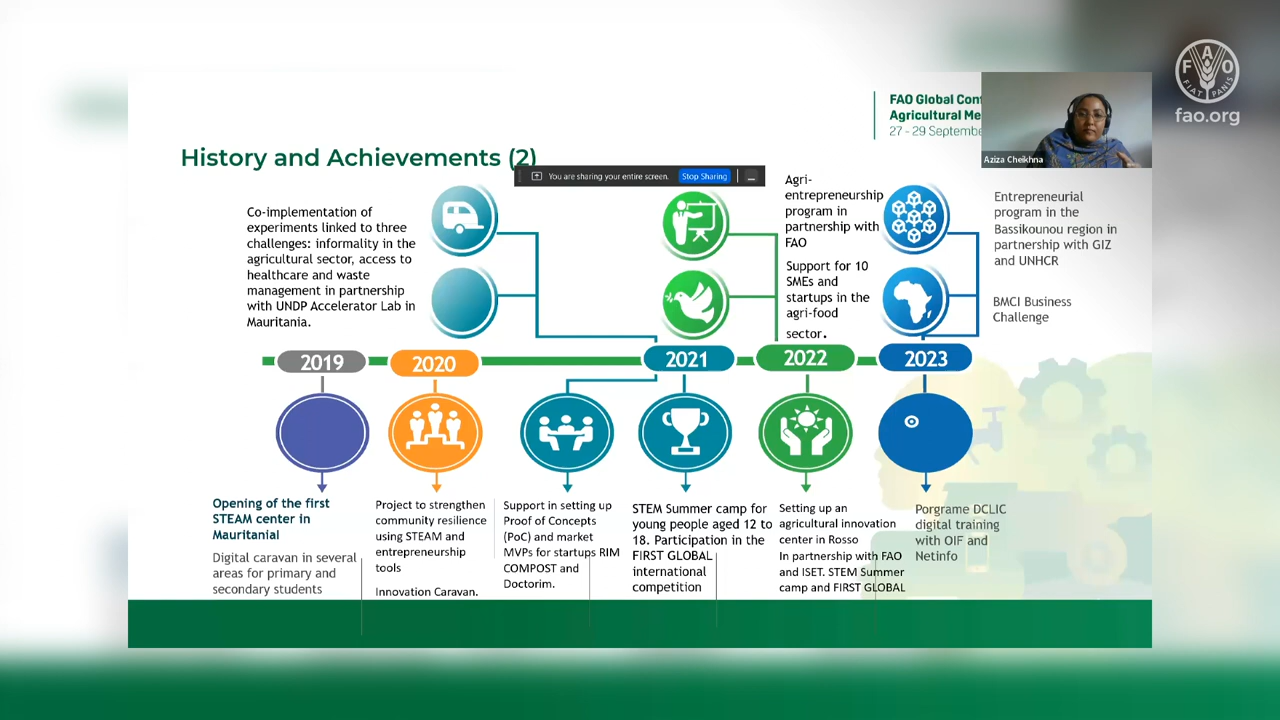 FAO
FIAT PANIS
fao.org
FAO Global Con
Agricultural Me
27 - 29 Septembe
Aziza Cheikhna
History and Achievements (2)
You are sharing your entire screen.
Stop Sharing
Co-implementation of
experiments linked to three
challenges: informality in the
agricultural sector, access to
healthcare and waste
management in partnership
with UNDP Accelerator Lab in
Mauritania.
Agri-
entrepreneurship
program in
partnership with
FAO
Support for 10
SMEs and
startups in the
agri-food
sector.
Entrepreneurial
program in the
Bassikounou region in
partnership with GIZ
and UNHCR
BMCI Business
Challenge
2019
2020
2021
2022
2023
Opening of the first
STEAM center in
Mauritania!
Digital caravan in several
areas for primary and
secondary students
Project to strengthen
community resilience
using STEAM and
entrepreneurship
tools
Innovation Caravan.
Support in setting up
Proof of Concepts
(PoC) and market
MVPs for startups RIM
COMPOST and
Doctorim.
STEM Summer camp for
young people aged 12 to
18. Participation in the
FIRST GLOBAL
international
competition
Setting up an
agricultural innovation
center in Rosso
In partnership with FAO
and ISET. STEM Summer
camp and FIRST GLOBAL
Porgrame DCLIC
digital training
with OIF and
Netinfo